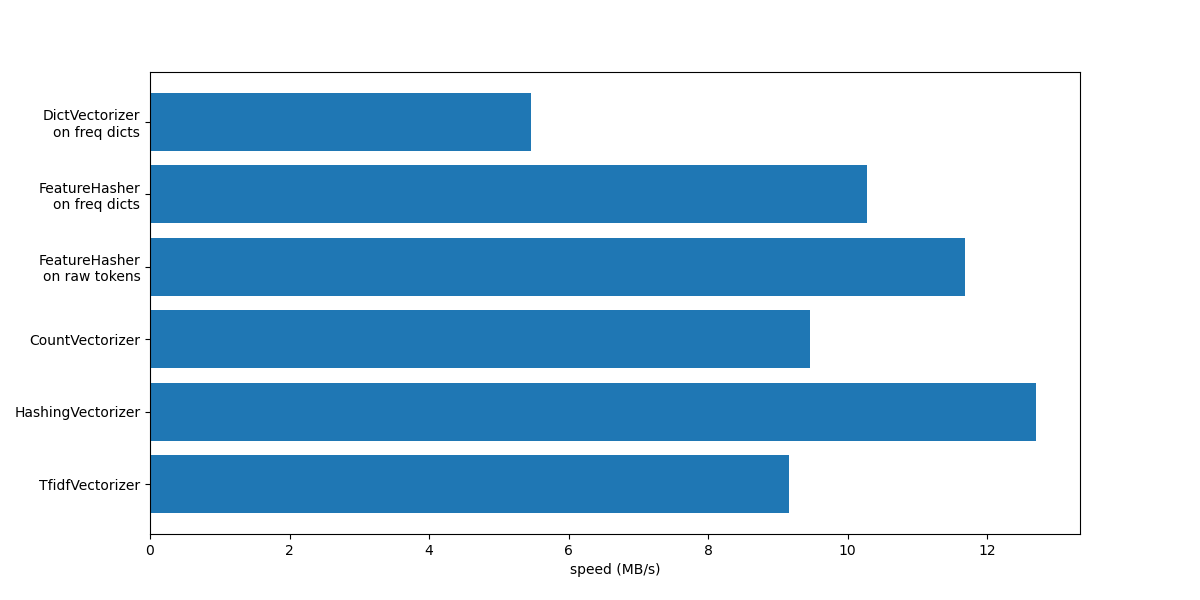 DictVectorizer
on freq dicts
FeatureHasher
on freq dicts
FeatureHasher
on raw tokens
CountVectorizer
HashingVectorizer
TfidfVectorizer
0 2 4 6 8 10 12
speed (MB/s)